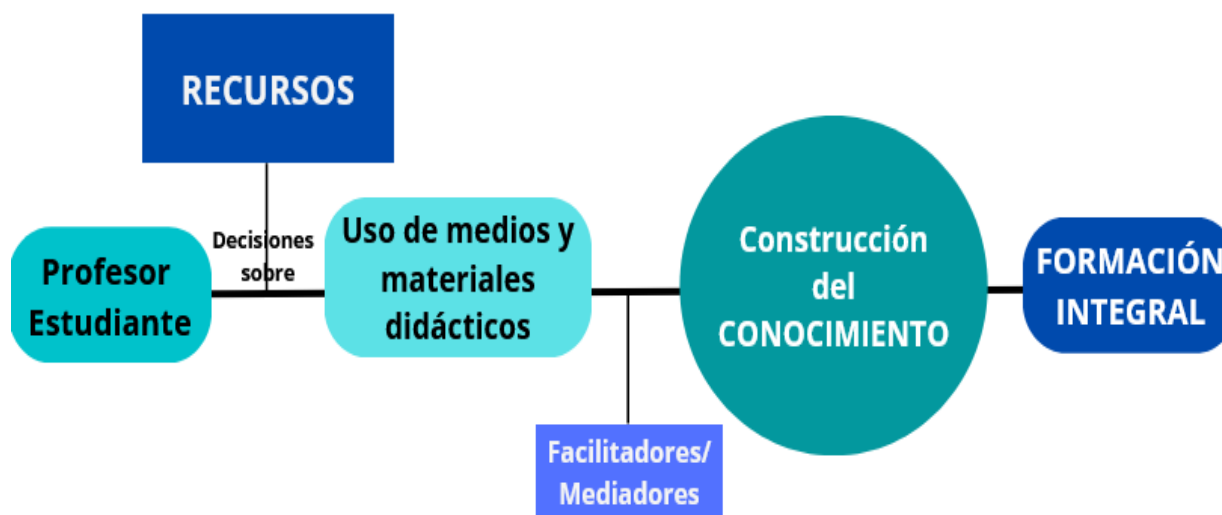 RECURSOS
Profesor
Estudiante
Decisiones
sobre
Uso de medios y
materiales
didácticos
Facilitadores/
Mediadores
Construcción
del
CONOCIMIENTO
FORMACIÓN
INTEGRAL